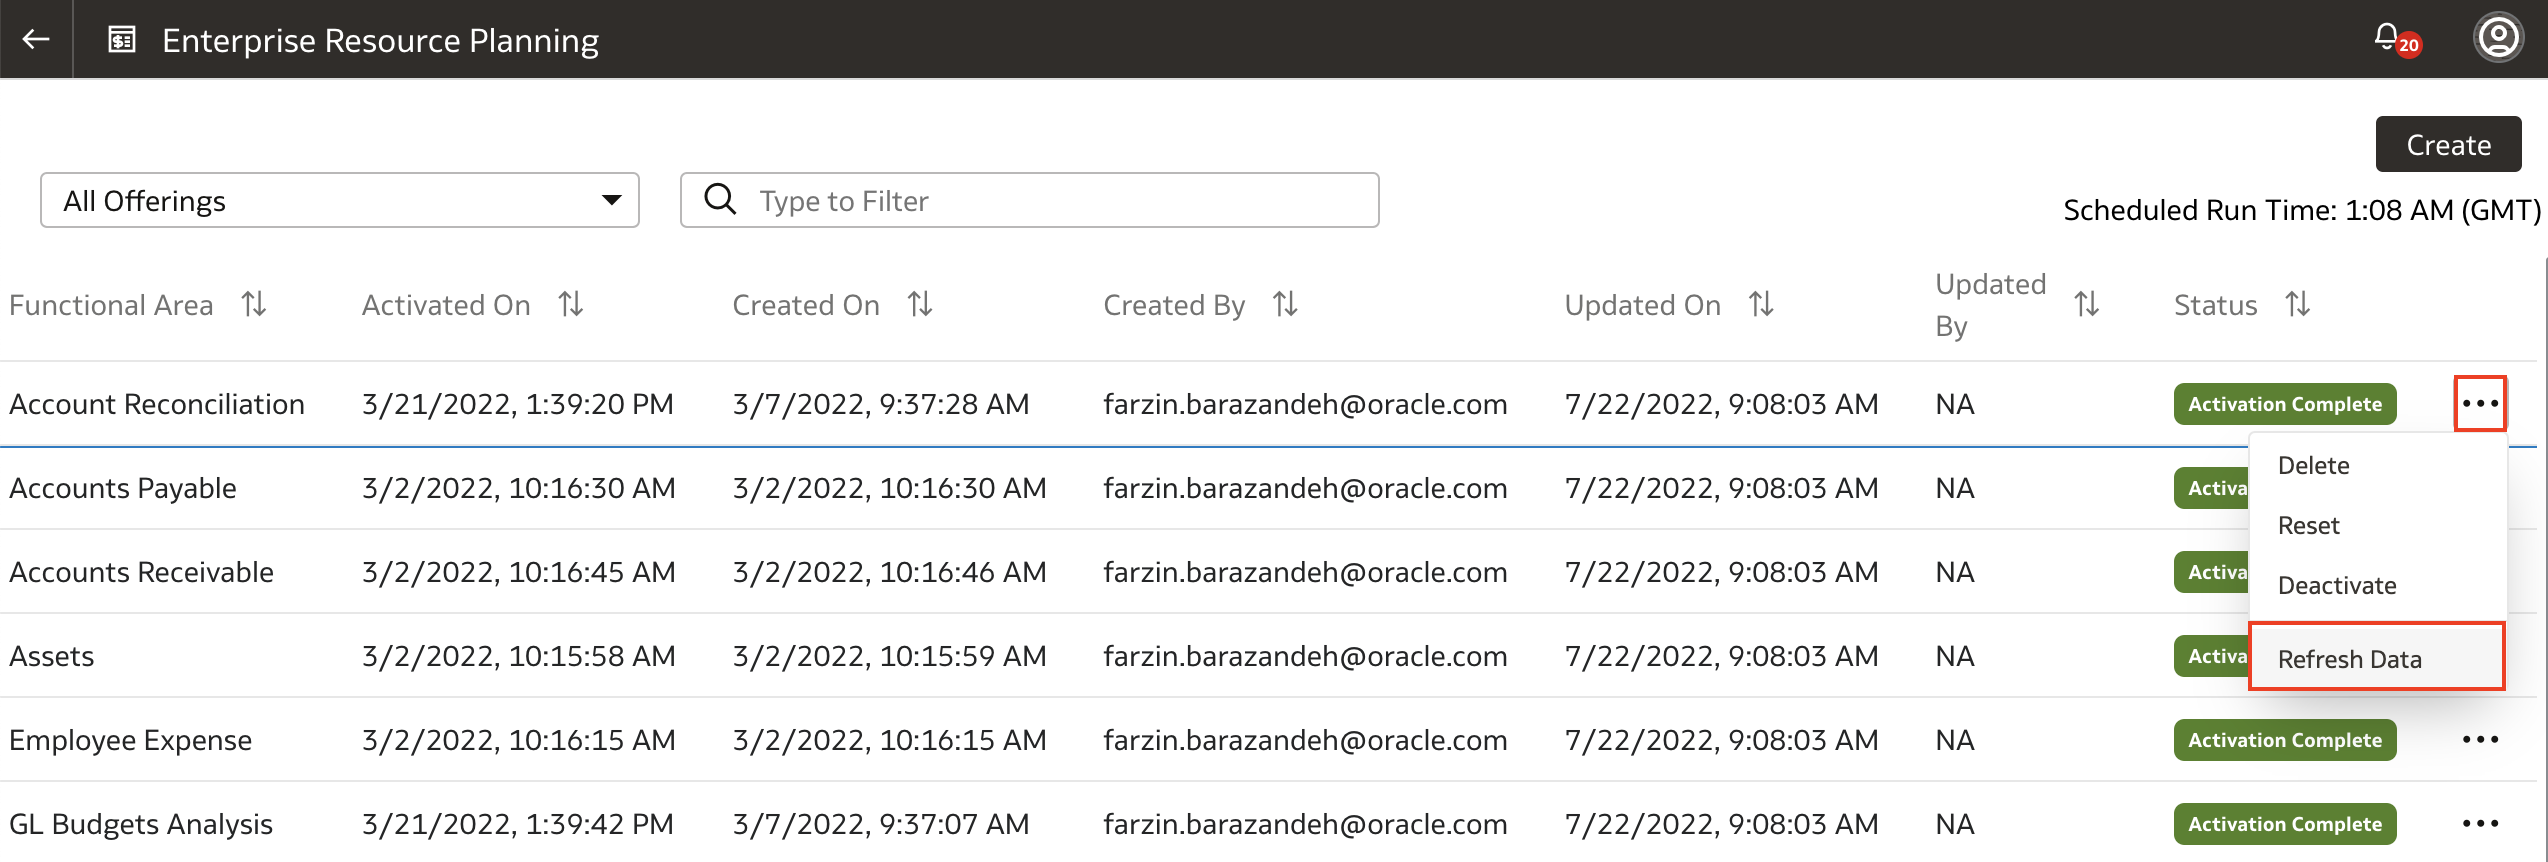 Enterprise Resource Planning
20
Create
All Offerings
Type to Filter
Scheduled Run Time: 1:08 AM (GMT)
Functional Area Activated On Created On Created By Updated On Updated By Status
Account Reconciliation 3/21/2022, 1:39:20 PM 3/7/2022, 9:37:28 AM farzin.barazandeh@oracle.com 7/22/2022, 9:08:03 AM NA Activation Complete
Delete
Accounts Payable 3/2/2022, 10:16:30 AM 3/2/2022, 10:16:30 AM farzin.barazandeh@oracle.com 7/22/2022, 9:08:03 AM NA Activa
Reset
Accounts Receivable 3/2/2022, 10:16:45 AM 3/2/2022, 10:16:46 AM farzin.barazandeh@oracle.com 7/22/2022, 9:08:03 AM NA Activa
Deactivate
Assets 3/2/2022, 10:15:58 AM 3/2/2022, 10:15:59 AM farzin.barazandeh@oracle.com 7/22/2022, 9:08:03 AM NA Activa
Refresh Data
Employee Expense 3/2/2022, 10:16:15 AM 3/2/2022, 10:16:15 AM farzin.barazandeh@oracle.com 7/22/2022, 9:08:03 AM NA Activation Complete
GL Budgets Analysis 3/21/2022, 1:39:42 PM 3/7/2022, 9:37:07 AM farzin.barazandeh@oracle.com 7/22/2022, 9:08:03 AM NA Activation Complete